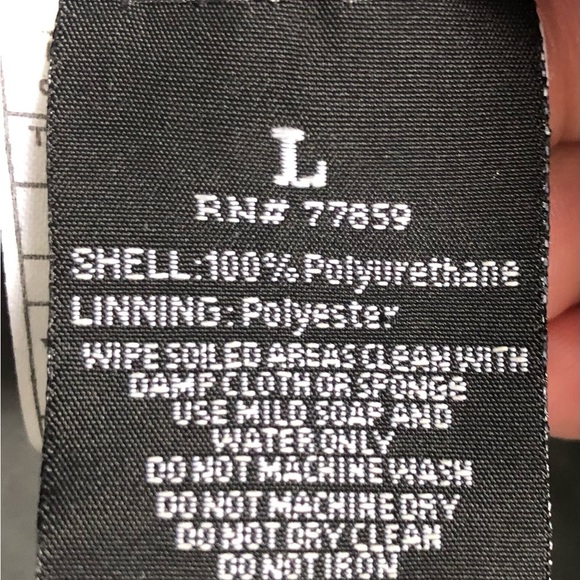 L
RN# 77859
SHELL:100% Polyurethane
LINNING: Polyester
WIPE SOILED AREAS CLEAN WITH
DAMP CLOTH OR SPONGE
USE MILD SOAP AND
WATER ONLY
DO NOT MACHINE WASH
DO NOT MACHINE DRY
DO NOT DRY CLEAN
DO NOT IRON